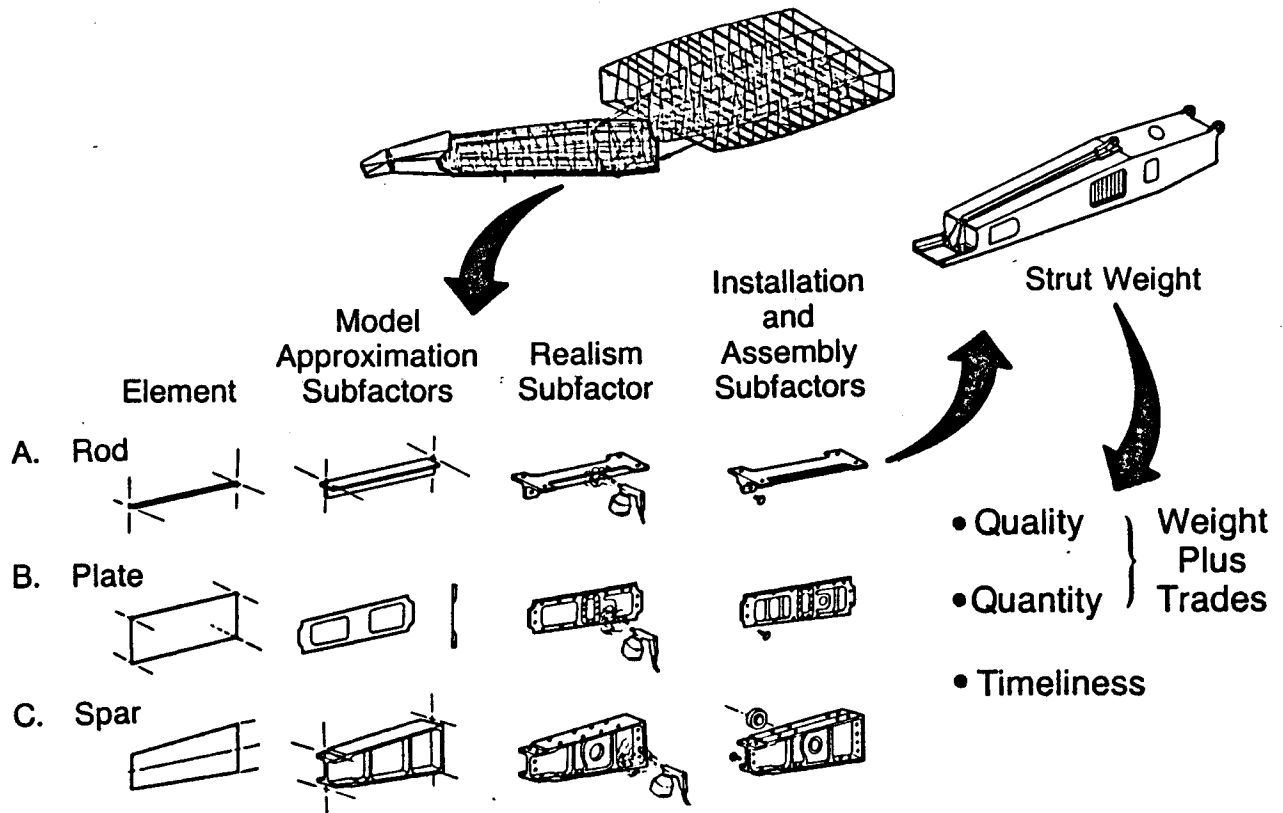 Strut Weight
Installation
and
Assembly
Subfactors
Model
Approximation
Subfactors
Realism
Subfactor
Element
A. Rod
B. Plate
C. Spar
• Quality
• Quantity
Weight
Plus
Trades
• Timeliness